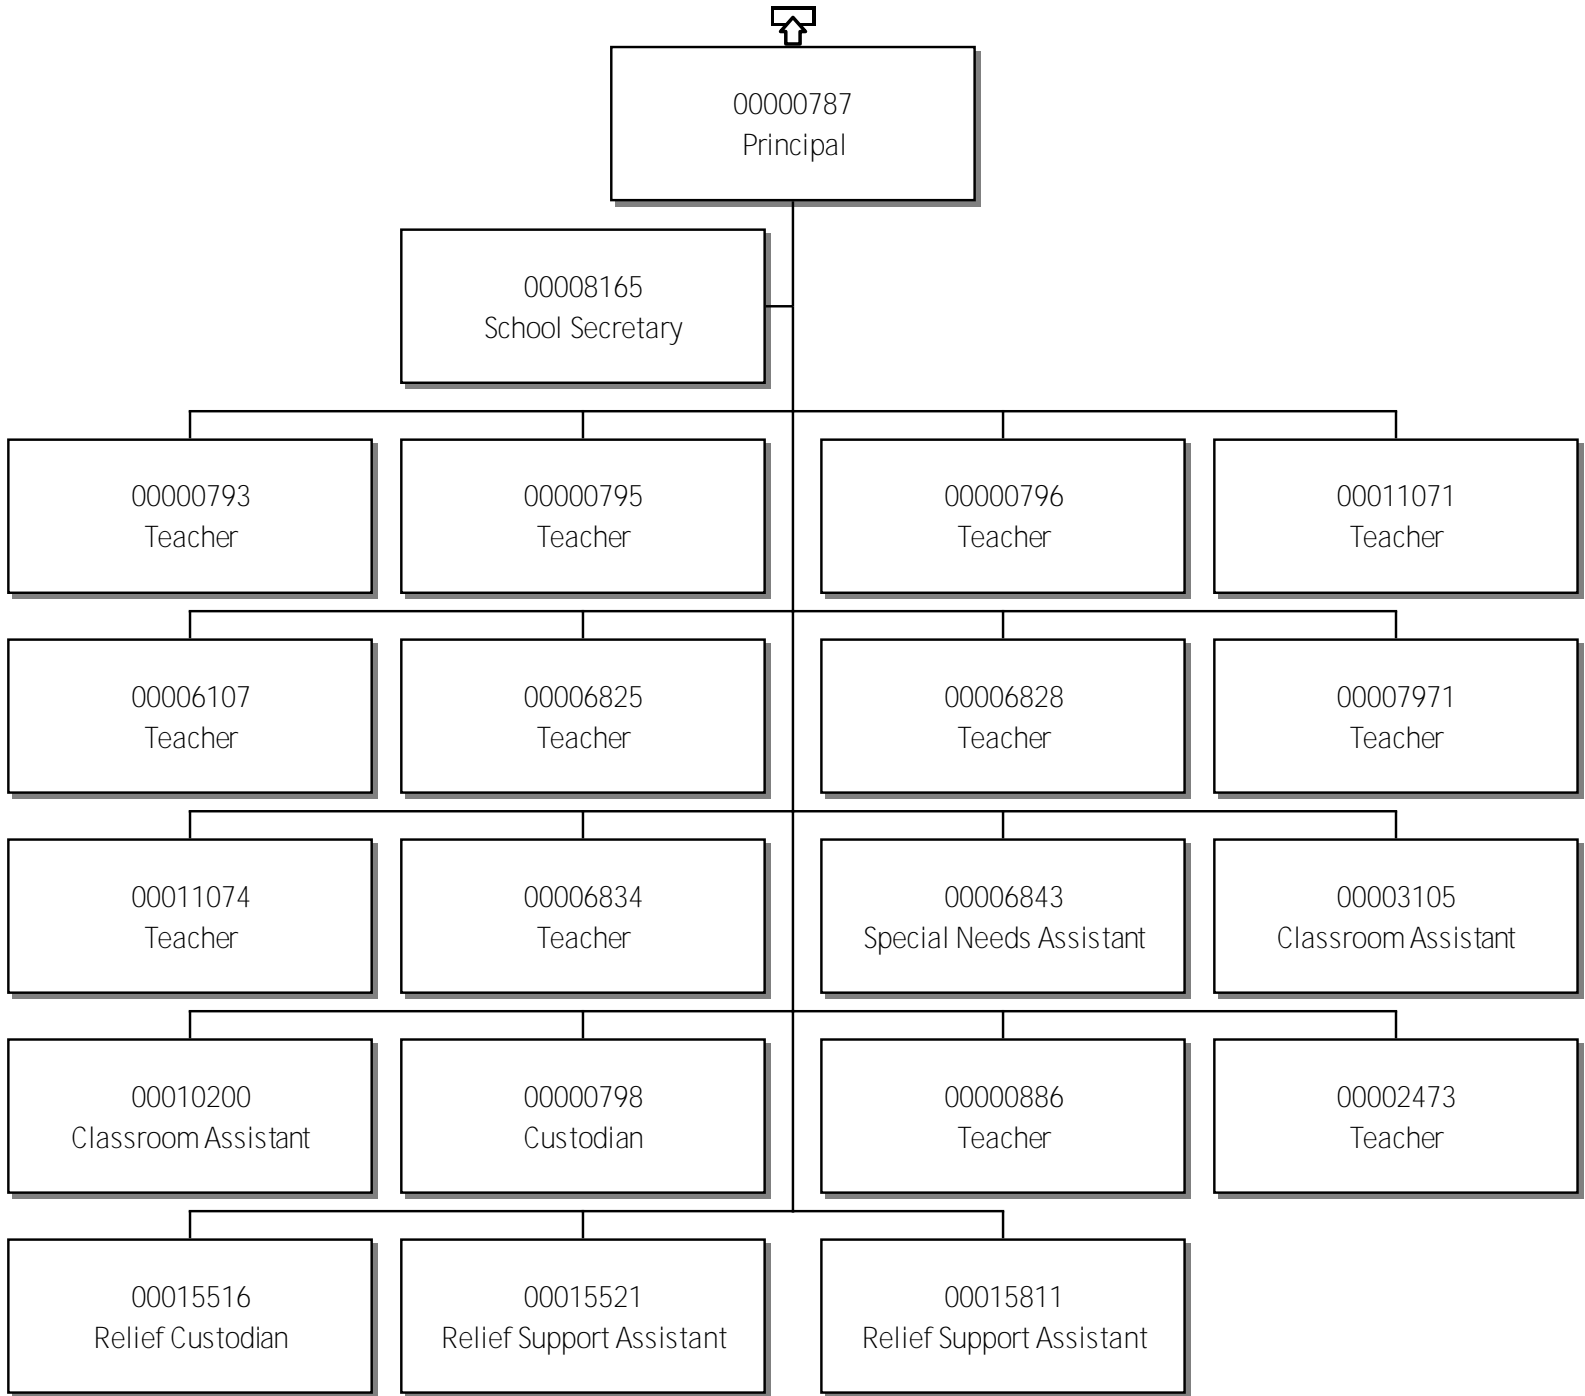 00000787
Principal
00008165
School Secretary
00000793
Teacher
00000795
Teacher
00000796
Teacher
00011071
Teacher
00006107
Teacher
00006825
Teacher
00006828
Teacher
00007971
Teacher
00011074
Teacher
00006834
Teacher
00006843
Special Needs Assistant
00003105
Classroom Assistant
00010200
Classroom Assistant
00000798
Custodian
00000886
Teacher
00002473
Teacher
00015516
Relief Custodian
00015521
Relief Support Assistant
00015811
Relief Support Assistant